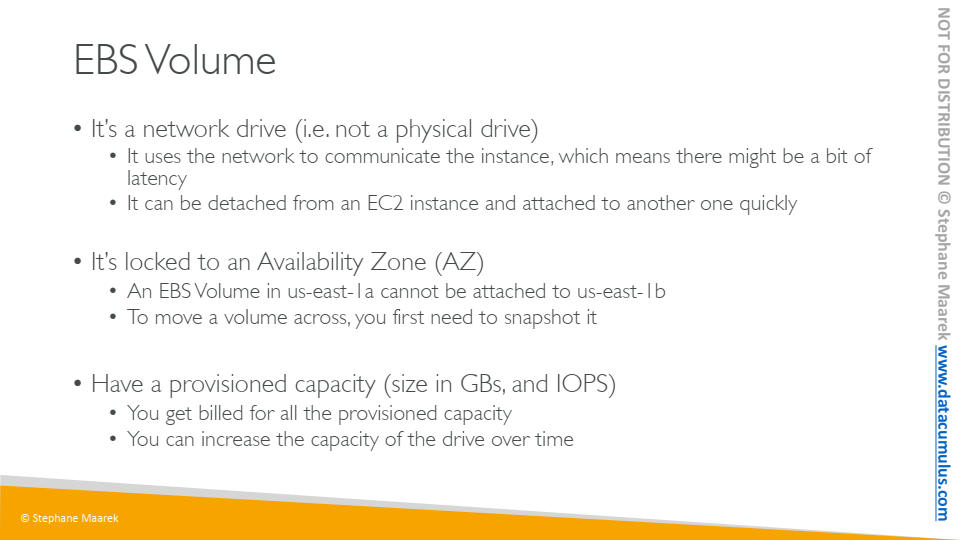 EBS Volume
• It's a network drive (i.e. not a physical drive)
• It uses the network to communicate the instance, which means there might be a bit of
latency
• It can be detached from an EC2 instance and attached to another one quickly
• It's locked to an Availability Zone (AZ)
• An EBS Volume in us-east-1a cannot be attached to us-east-1b
• To move a volume across, you first need to snapshot it
• Have a provisioned capacity (size in GBs, and IOPS)
• You get billed for all the provisioned capacity
• You can increase the capacity of the drive over time
© Stephane Maarek
NOT FOR DISTRIBUTION © Stephane Maarek www.datacumulus.com